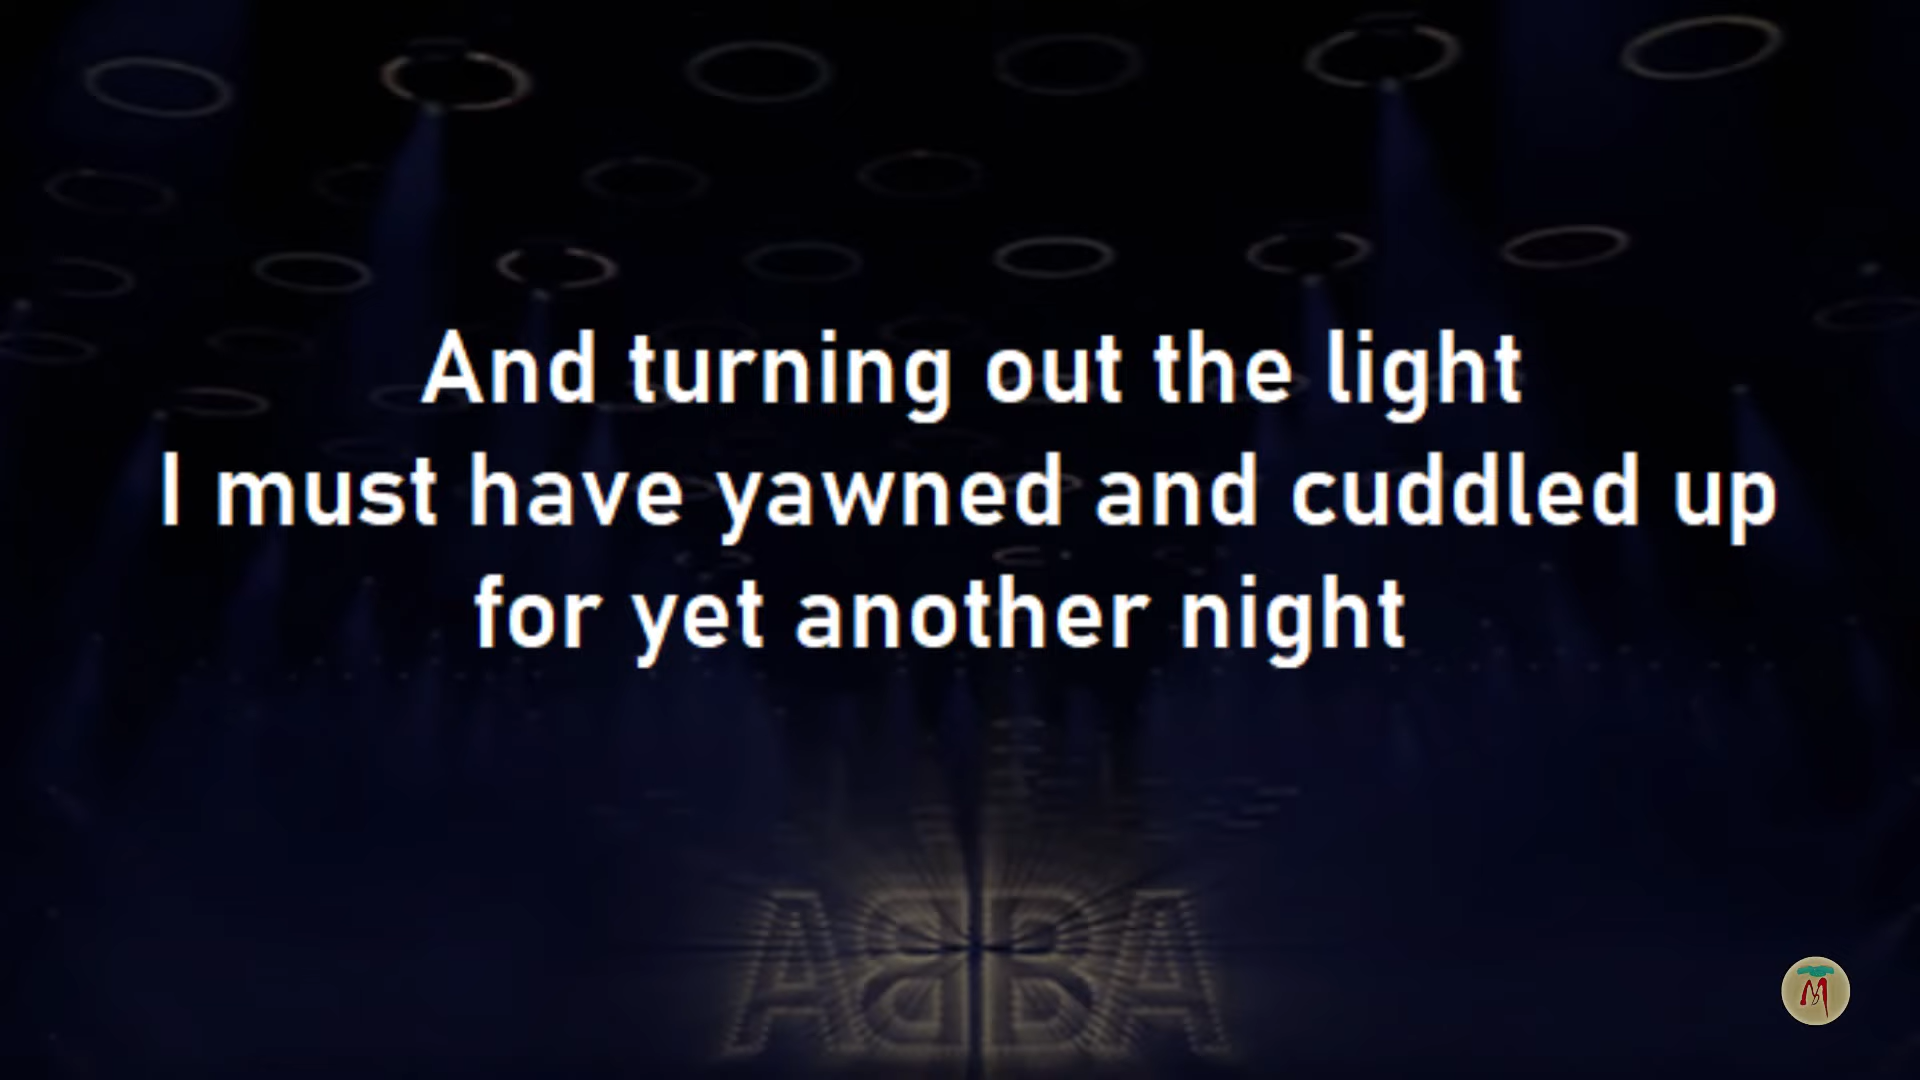 And turning out the light
I must have yawned and cuddled up
for yet another night
ABBA